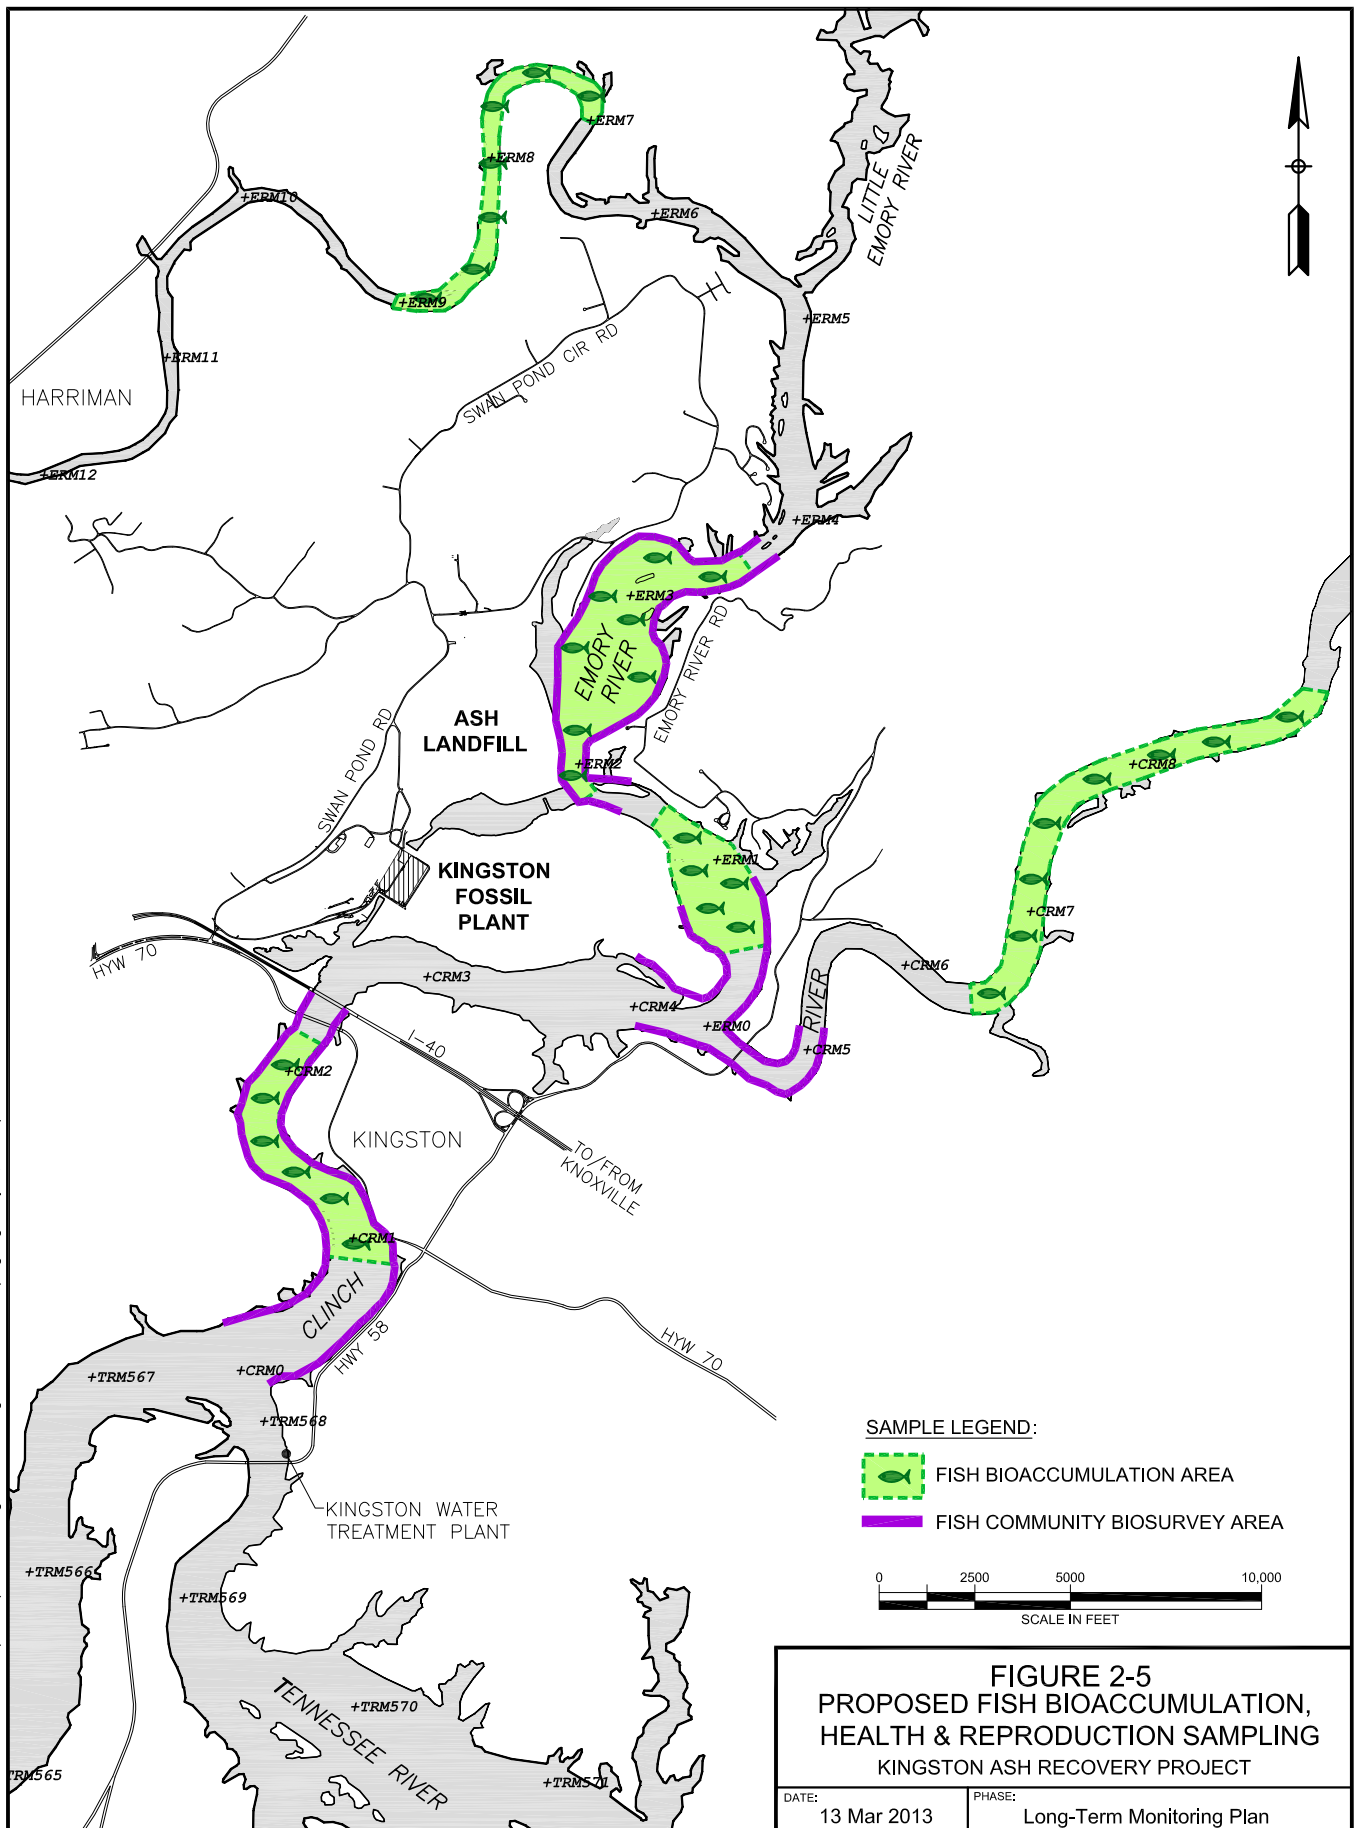 +ERM7
+ERM8
+ERM10
+ERM6
LITTLE
EMORY RIVER
+ERM9
+ERM5
+ERM11
SWAN POND CIR RD
HARRIMAN
+ERM12
+ERM4
+ERM3
EMORY
RIVER
EMORY RIVER RD
ASH
LANDFILL
SWAN POND RD
+ERM2
+CRM8
+ERM1
KINGSTON
FOSSIL
PLANT
+CRM7
HYW 70
+CRM3
+CRM6
RIVER
+CRM4
+ERM0
+CRM5
I-40
+CRM2
KINGSTON
TO/FROM
KNOXVILLE
+CRM1
CLINCH
HWY 58
HYW 70
+CRM0
+TRM567
+TRM568
KINGSTON WATER
TREATMENT PLANT
+TRM566
+TRM569
TENNESSEE RIVER
+TRM570
+TRM571
TRM565
SAMPLE LEGEND:
FISH BIOACCUMULATION AREA
FISH COMMUNITY BIOSURVEY AREA
0 2500 5000 10,000
SCALE IN FEET
FIGURE 2-5
PROPOSED FISH BIOACCUMULATION,
HEALTH & REPRODUCTION SAMPLING
KINGSTON ASH RECOVERY PROJECT
DATE: PHASE:
13 Mar 2013 Long-Term Monitoring Plan